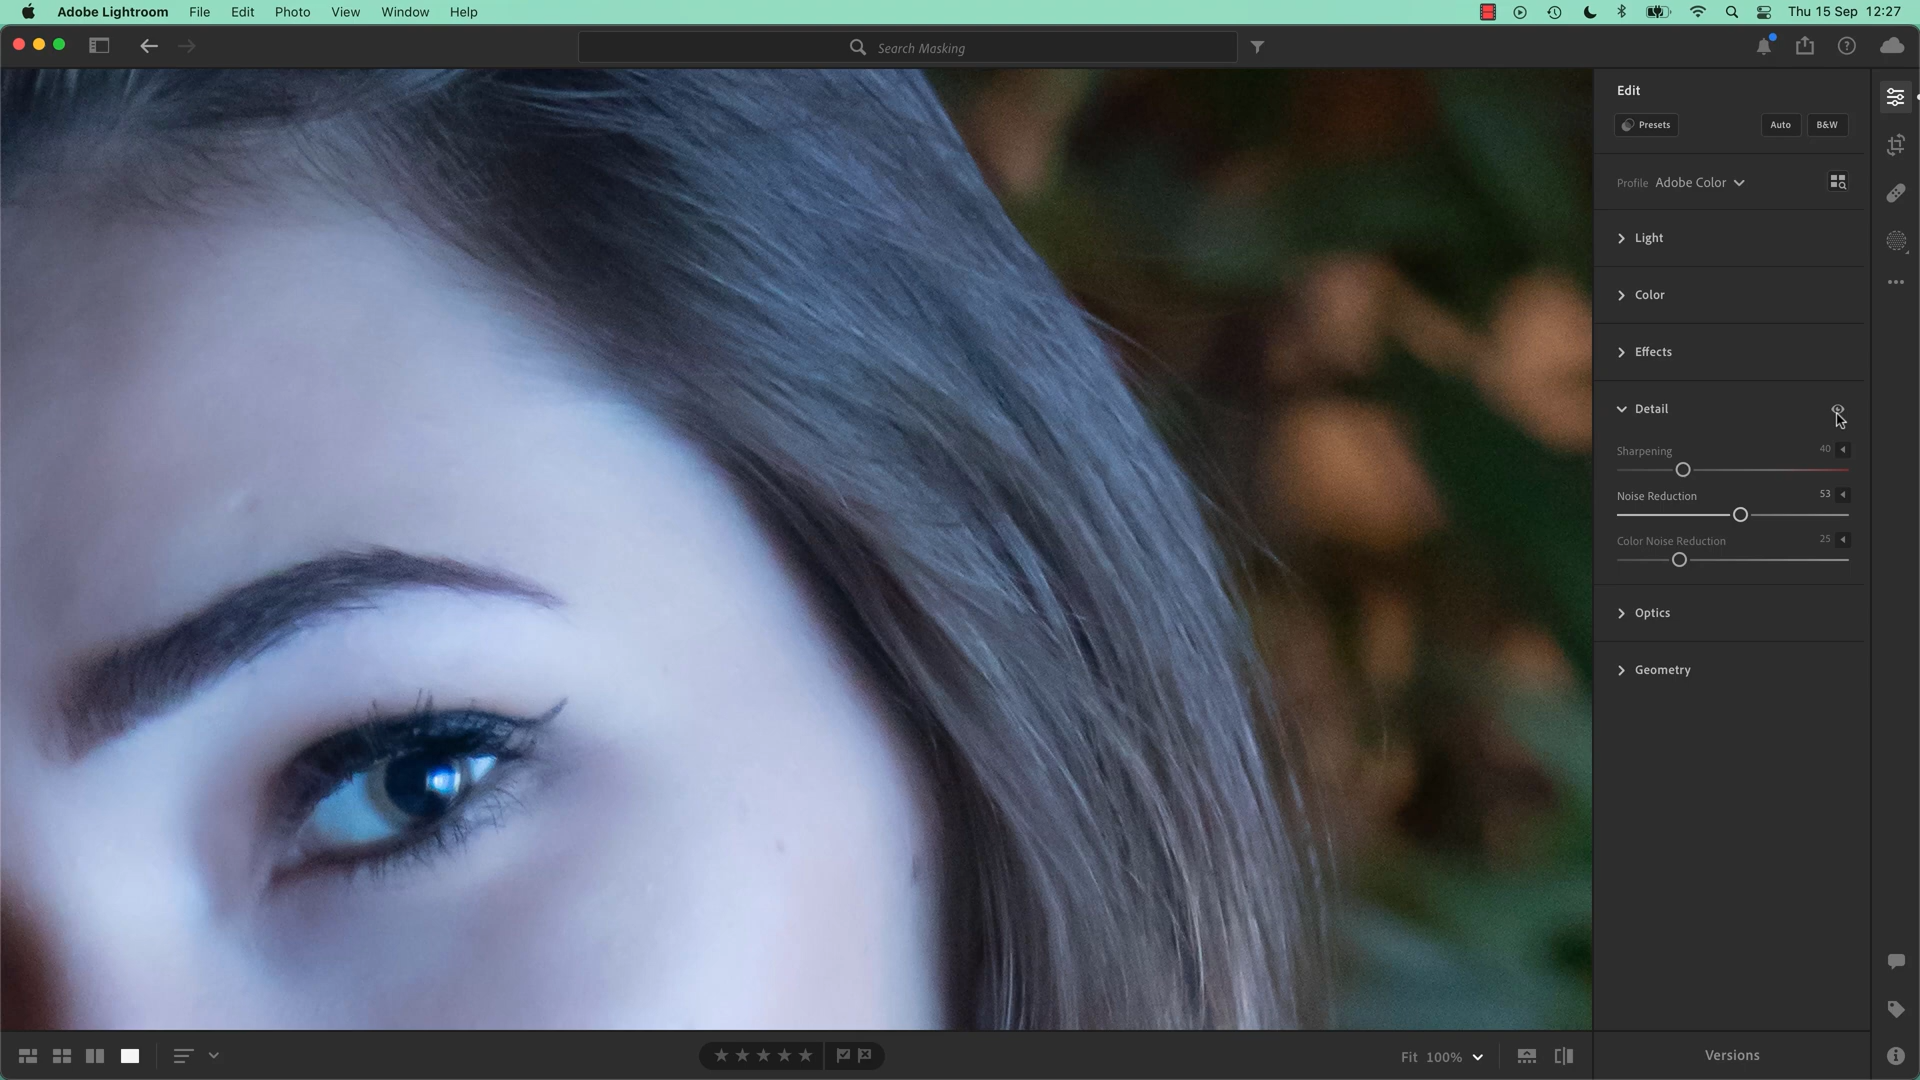 Adobe Lightroom File Edit Photo View Window Help Thu 15 Sep 12:27
Search Masking
Edit
Presets Auto B&W
Profile Adobe Color
Light
Color
Effects
Detail
Sharpening 40
Noise Reduction 53
Color Noise Reduction 25
Optics
Geometry
Fit 100% Versions